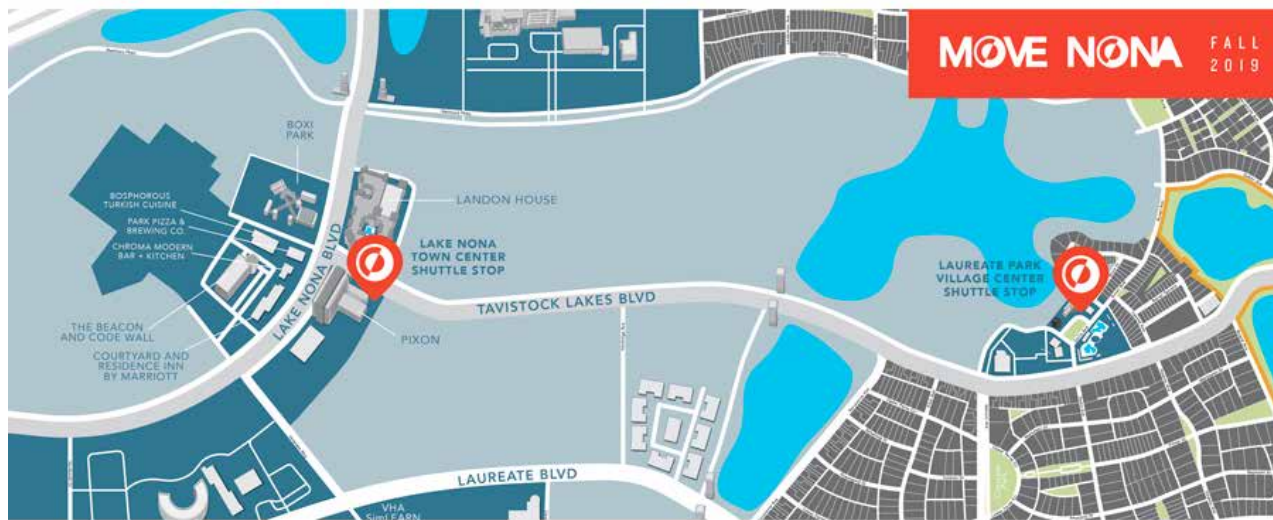 MOVE NONA
FALL
2019
BOXI
PARK
LANDON HOUSE
BOSPHOROUS
TURKISH CUISINE
PARK PIZZA &
BREWING CO.
CHROMA MODERN
BAR + KITCHEN
LAKE NONA BLVD
LAKE NONA
TOWN CENTER
SHUTTLE STOP
LAUREATE PARK
VILLAGE CENTER
SHUTTLE STOP
TAVISTOCK LAKES BLVD
THE BEACON
AND CODE WALL
PIXON
COURTYARD AND
RESIDENCE INN
BY MARRIOTT
LAUREATE BLVD
VHA
SimLEARN